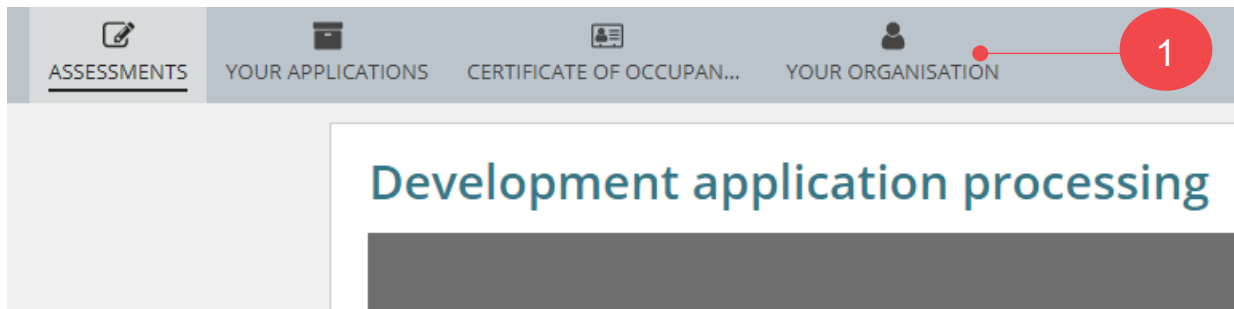 ASSESSMENTS YOUR APPLICATIONS CERTIFICATE OF OCCUPAN... YOUR ORGANISATION 1
Development application processing